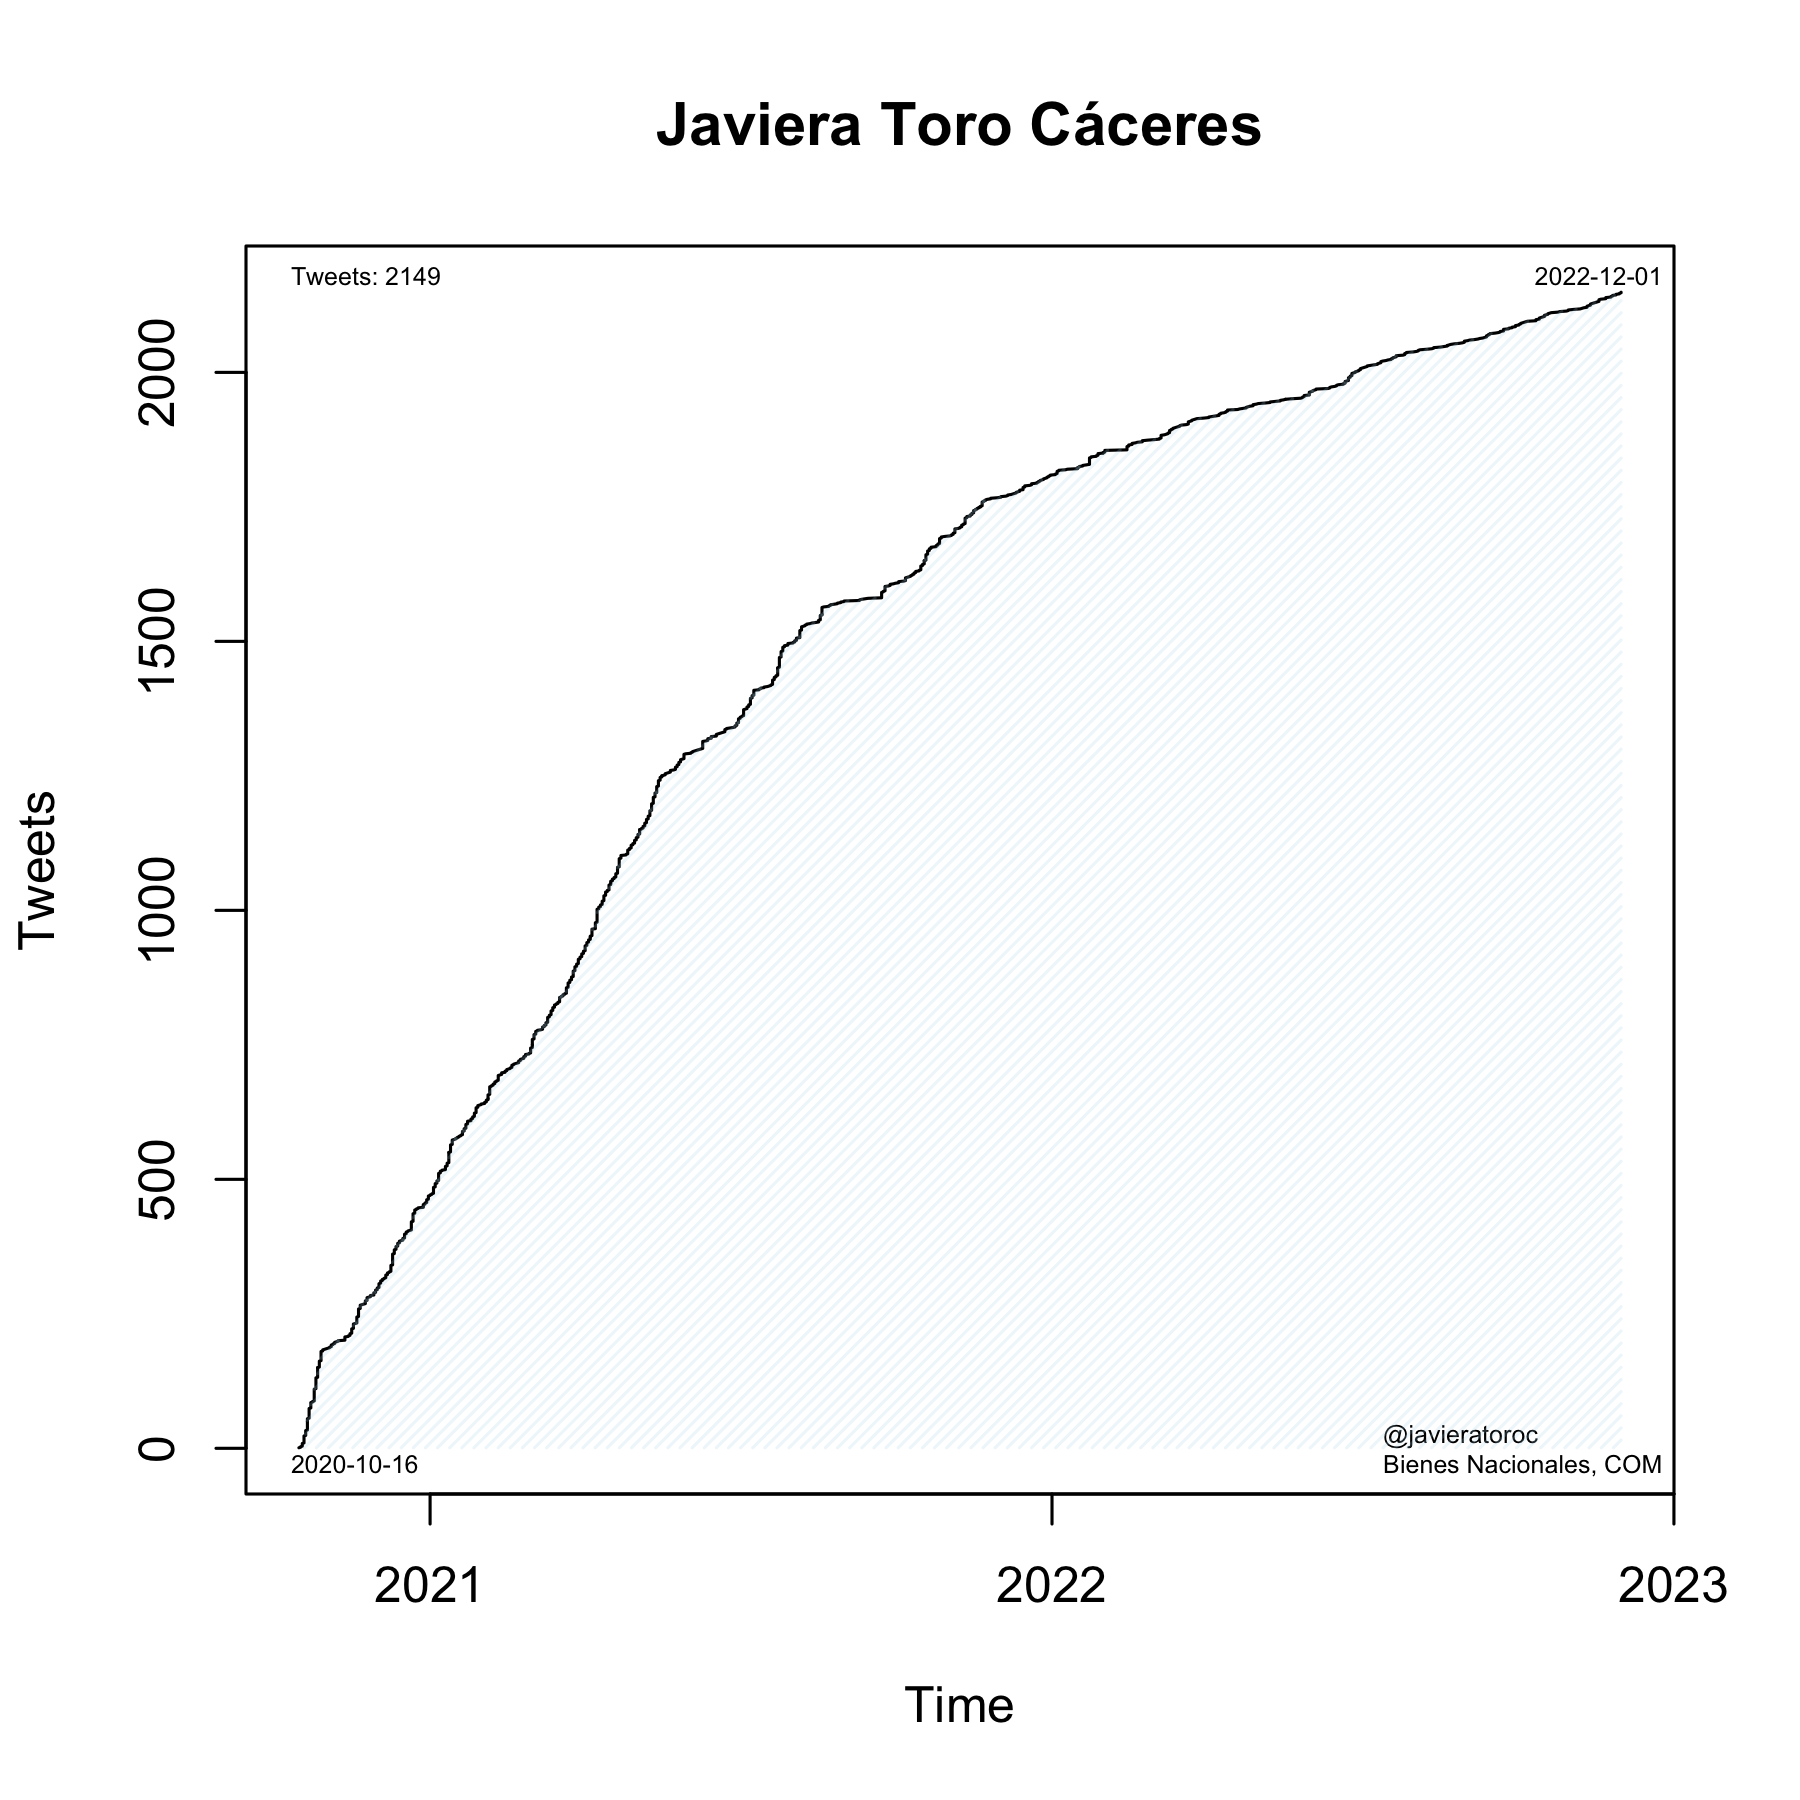 Javiera Toro Cáceres
Tweets: 2149
2022-12-01
2000
1500
1000
500
0
Tweets
@javieratoroc
Bienes Nacionales, COM
2020-10-16
2021
2022
2023
Time